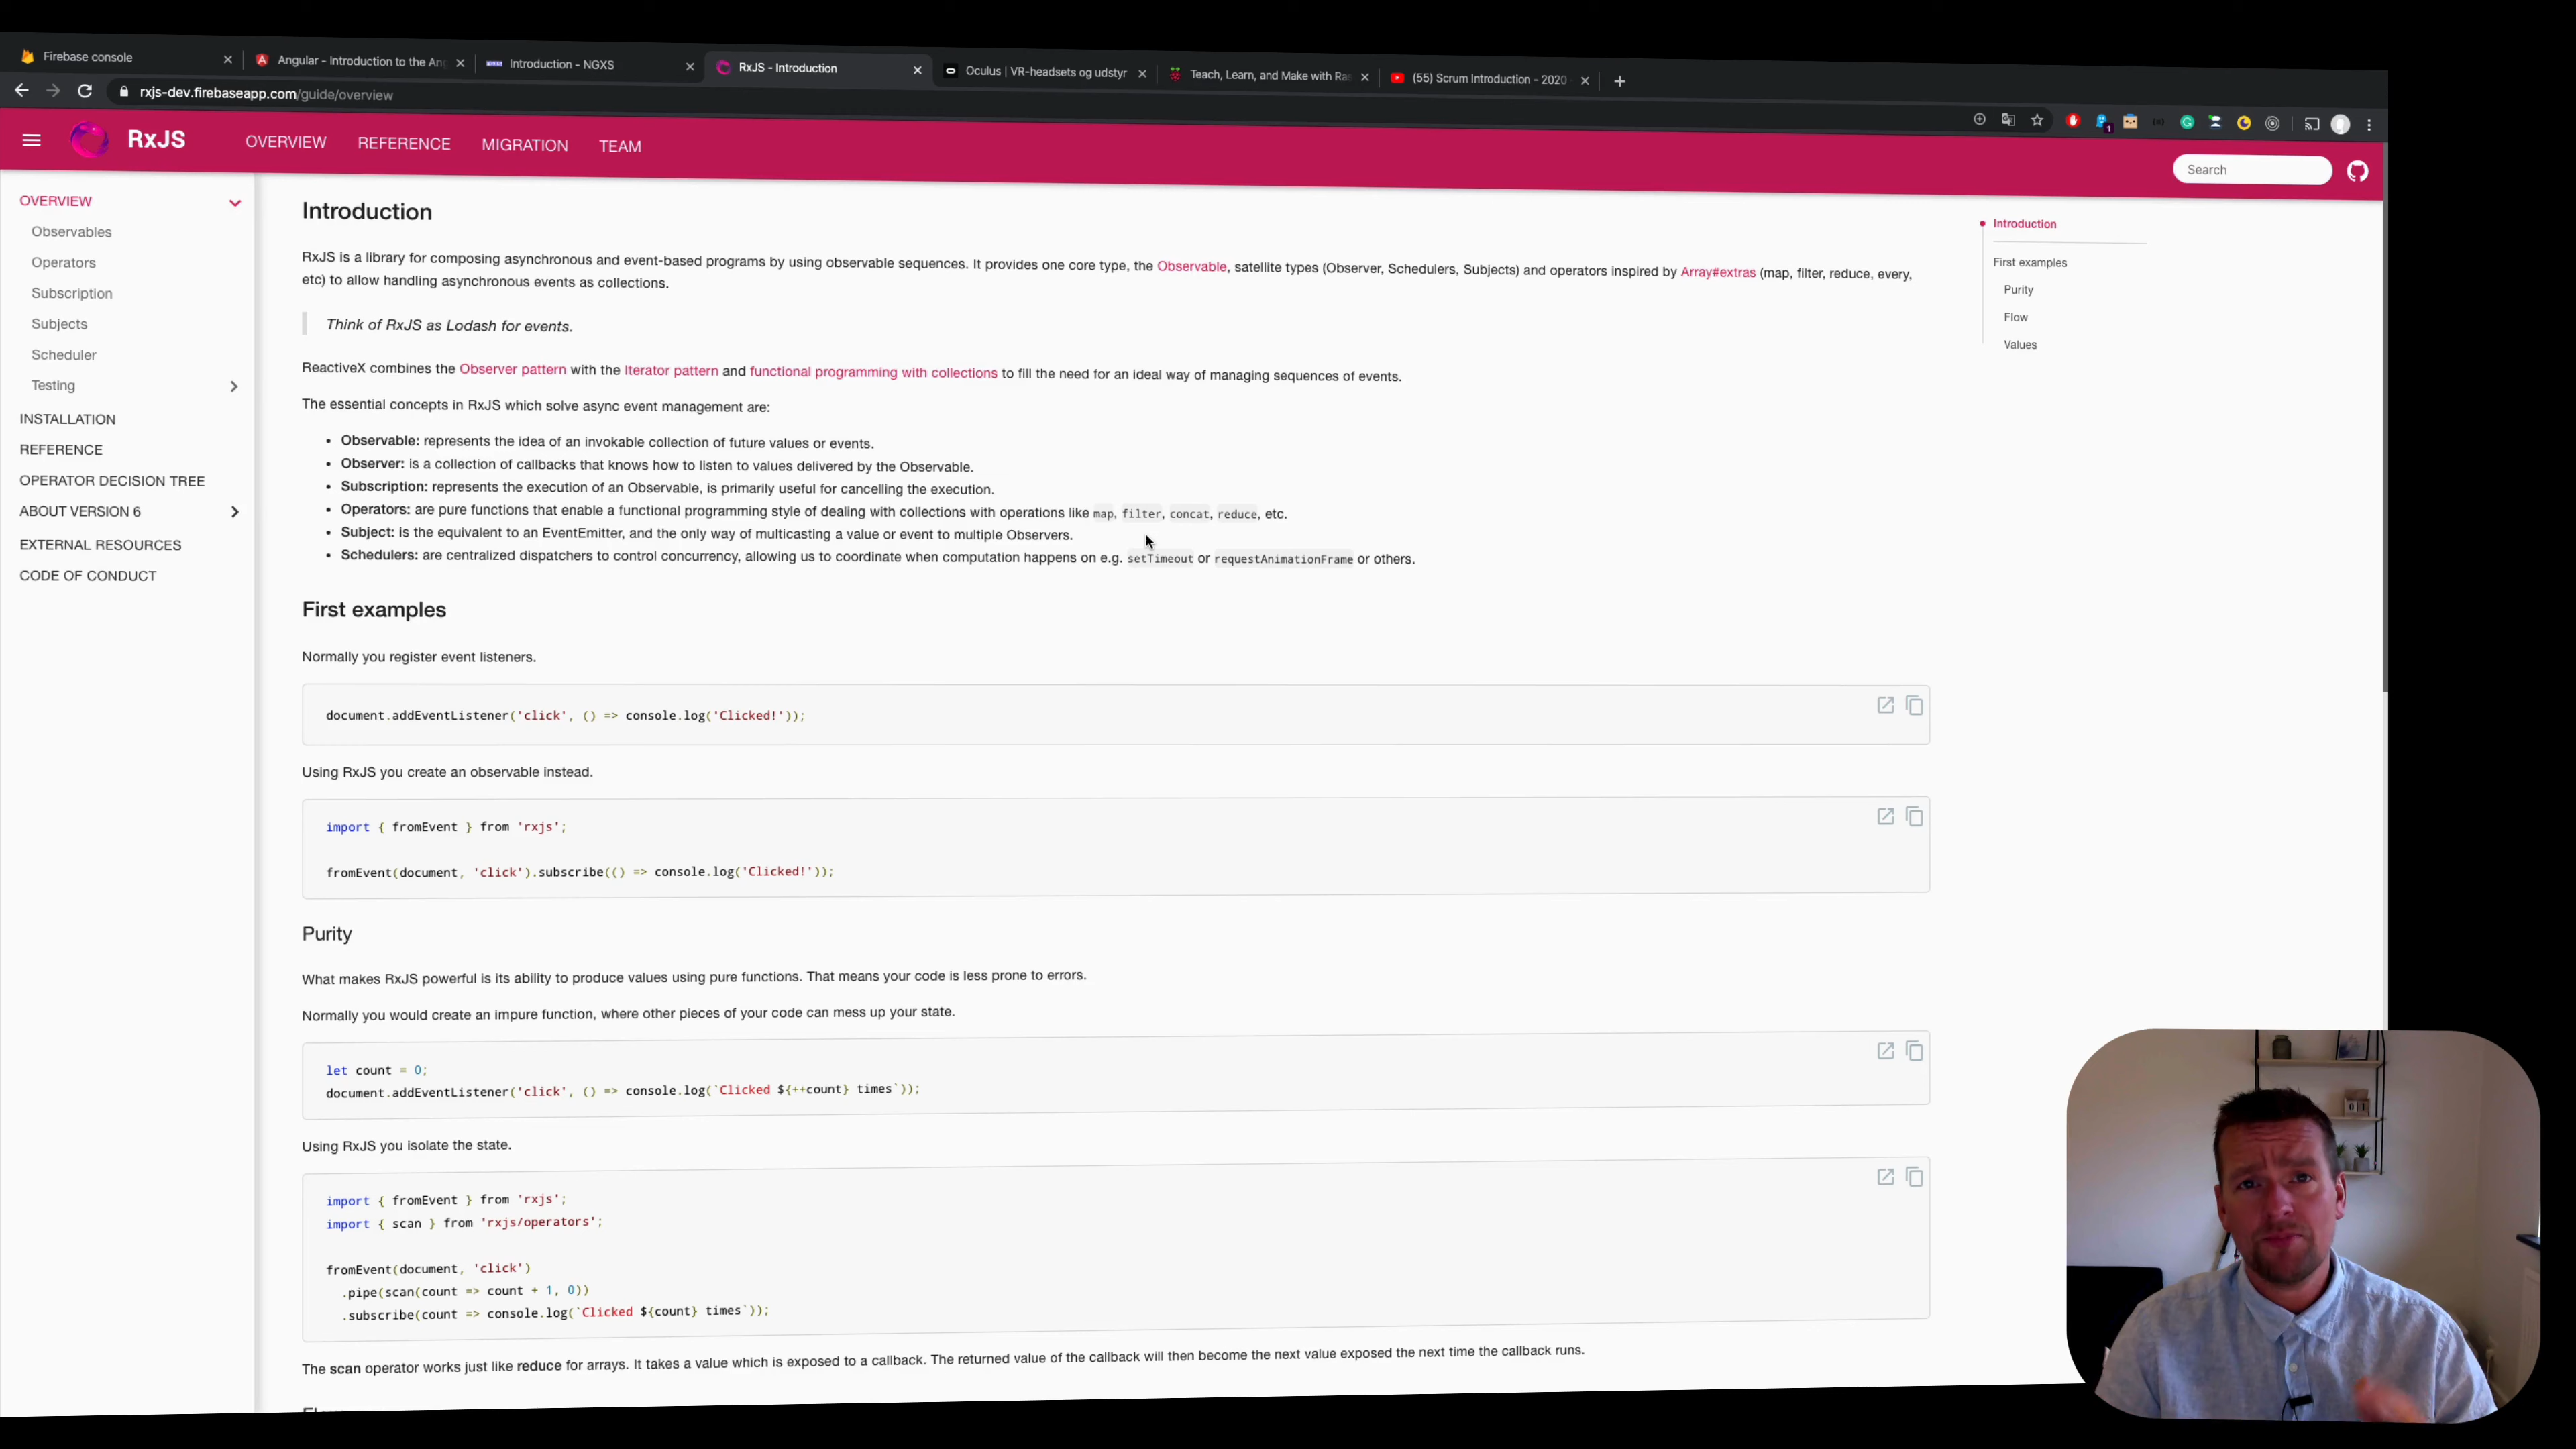 Firebase console
Angular - Introduction to the Ang
Introduction - NGXS
RxJS - Introduction
Oculus | VR-headsets og udstyr
Teach, Learn, and Make with Ras
(55) Scrum Introduction - 2020
rxjs-dev.firebaseapp.com/guide/overview
RxJS
OVERVIEW
REFERENCE
MIGRATION
TEAM
Search
OVERVIEW
Observables
Operators
Subscription
Subjects
Scheduler
Testing
INSTALLATION
REFERENCE
OPERATOR DECISION TREE
ABOUT VERSION 6
EXTERNAL RESOURCES
CODE OF CONDUCT
Introduction
RxJS is a library for composing asynchronous and event-based programs by using observable sequences. It provides one core type, the Observable, satellite types (Observer, Schedulers, Subjects) and operators inspired by Array#extras (map, filter, reduce, every,
etc) to allow handling asynchronous events as collections.
Think of RxJS as Lodash for events.
ReactiveX combines the Observer pattern with the Iterator pattern and functional programming with collections to fill the need for an ideal way of managing sequences of events.
The essential concepts in RxJS which solve async event management are:
• Observable: represents the idea of an invokable collection of future values or events.
• Observer: is a collection of callbacks that knows how to listen to values delivered by the Observable.
• Subscription: represents the execution of an Observable, is primarily useful for cancelling the execution.
• Operators: are pure functions that enable a functional programming style of dealing with collections with operations like map, filter, concat, reduce, etc.
• Subject: is the equivalent to an EventEmitter, and the only way of multicasting a value or event to multiple Observers.
• Schedulers: are centralized dispatchers to control concurrency, allowing us to coordinate when computation happens on e.g. setTimeout or requestAnimationFrame or others.
First examples
Normally you register event listeners.
document.addEventListener('click', () => console.log('Clicked!'));
Using RxJS you create an observable instead.
import { fromEvent } from 'rxjs';
fromEvent(document, 'click').subscribe(() => console.log('Clicked!'));
Purity
What makes RxJS powerful is its ability to produce values using pure functions. That means your code is less prone to errors.
Normally you would create an impure function, where other pieces of your code can mess up your state.
let count = 0;
document.addEventListener('click', () => console.log(`Clicked ${++count} times`));
Using RxJS you isolate the state.
import { fromEvent } from 'rxjs';
import { scan } from 'rxjs/operators';
fromEvent(document, 'click')
.pipe(scan(count => count + 1, 0))
.subscribe(count => console.log(`Clicked ${count} times`));
The scan operator works just like reduce for arrays. It takes a value which is exposed to a callback. The returned value of the callback will then become the next value exposed the next time the callback runs.
Introduction
First examples
Purity
Flow
Values